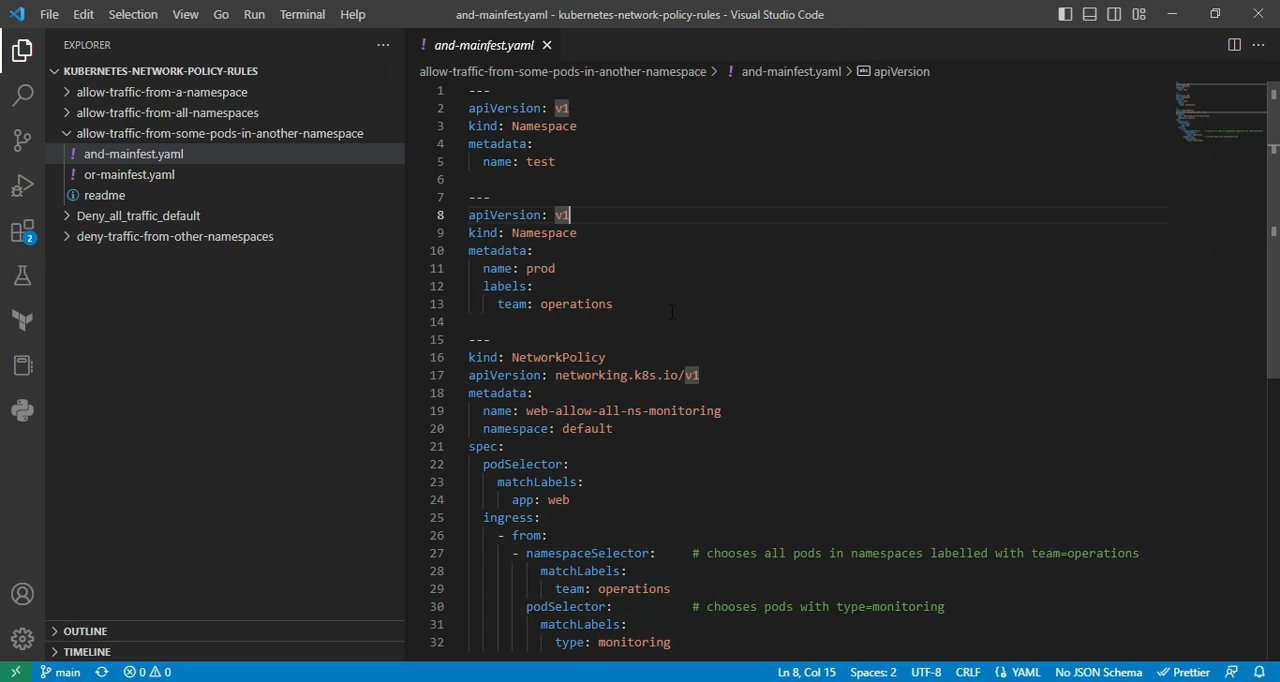 File Edit Selection View Go Run Terminal Help
and-mainfest.yaml - kubernetes-network-policy-rules - Visual Studio Code
EXPLORER
KUBERNETES-NETWORK-POLICY-RULES
allow-traffic-from-a-namespace
allow-traffic-from-all-namespaces
allow-traffic-from-some-pods-in-another-namespace
! and-mainfest.yaml
! or-mainfest.yaml
readme
Deny_all_traffic_default
deny-traffic-from-other-namespaces
OUTLINE
TIMELINE
2
! and-mainfest.yaml
allow-traffic-from-some-pods-in-another-namespace > ! and-mainfest.yaml > apiVersion
1 ---
2 apiVersion: v1
3 kind: Namespace
4 metadata:
5 name: test
6
7 ---
8 apiVersion: v1
9 kind: Namespace
10 metadata:
11 name: prod
12 labels:
13 team: operations
14
15 ---
16 kind: NetworkPolicy
17 apiVersion: networking.k8s.io/v1
18 metadata:
19 name: web-allow-all-ns-monitoring
20 namespace: default
21 spec:
22 podSelector:
23 matchLabels:
24 app: web
25 ingress:
26 - from:
27 - namespaceSelector: # chooses all pods in namespaces labelled with team=operations
28 matchLabels:
29 team: operations
30 podSelector: # chooses pods with type=monitoring
31 matchLabels:
32 type: monitoring
main 0 0 Ln 8, Col 15 Spaces: 2 UTF-8 CRLF {} YAML No JSON Schema Prettier